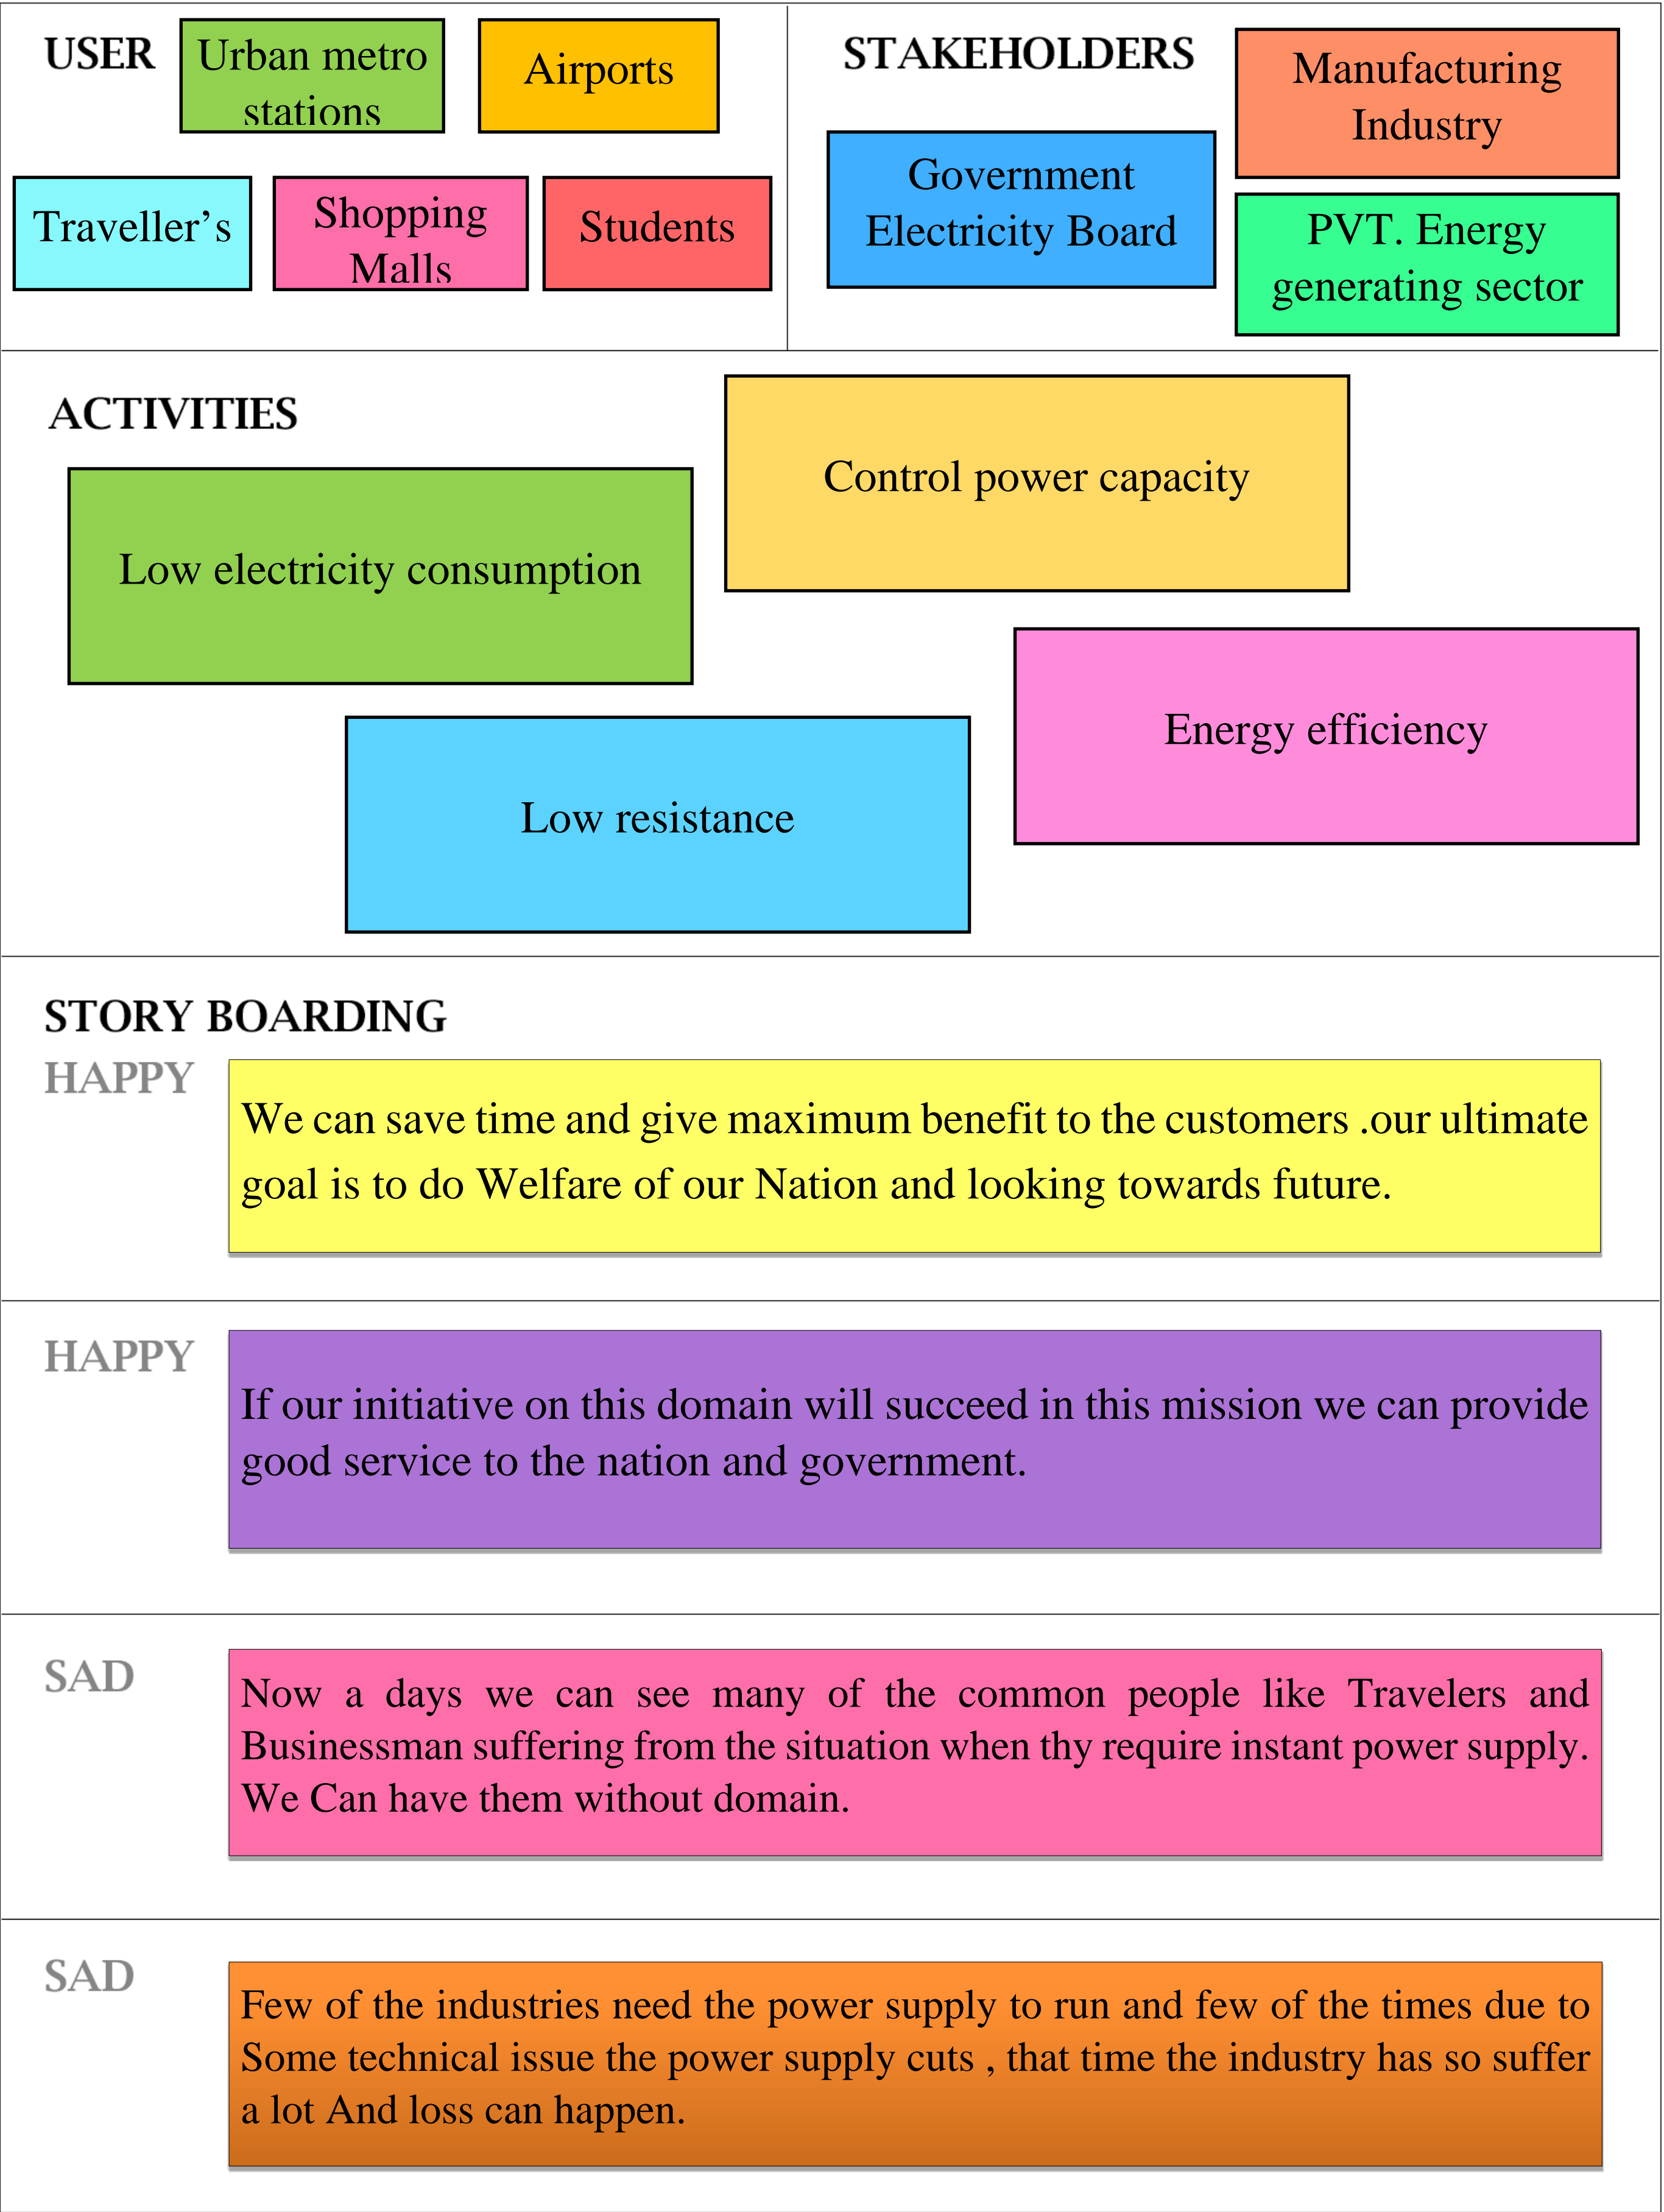 USER
Urban metro
stations
Airports
Traveller’s
Shopping
Malls
Students
STAKEHOLDERS
Manufacturing
Industry
Government
Electricity Board
PVT. Energy
generating sector
ACTIVITIES
Control power capacity
Low electricity consumption
Energy efficiency
Low resistance
STORY BOARDING
HAPPY
We can save time and give maximum benefit to the customers .our ultimate
goal is to do Welfare of our Nation and looking towards future.
HAPPY
If our initiative on this domain will succeed in this mission we can provide
good service to the nation and government.
SAD
Now a days we can see many of the common people like Travelers and
Businessman suffering from the situation when thy require instant power supply.
We Can have them without domain.
SAD
Few of the industries need the power supply to run and few of the times due to
Some technical issue the power supply cuts , that time the industry has so suffer
a lot And loss can happen.